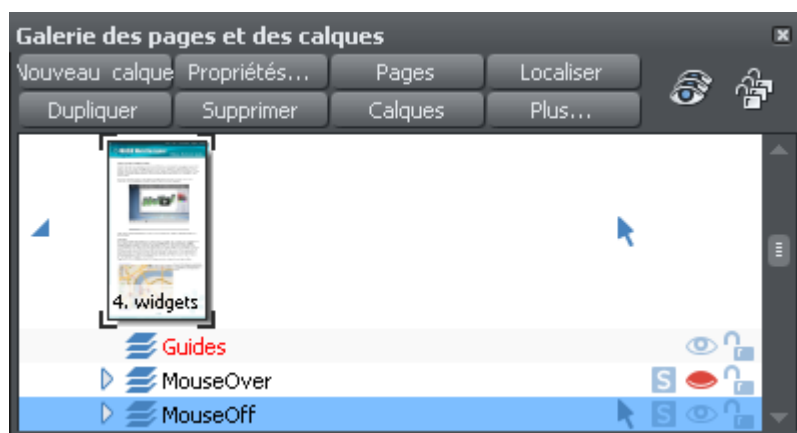 Galerie des pages et des calques
Nouveau calque Propriétés... Pages Localiser
Dupliquer Supprimer Calques Plus...
4. widgets
Guides
MouseOver
S
MouseOff
S